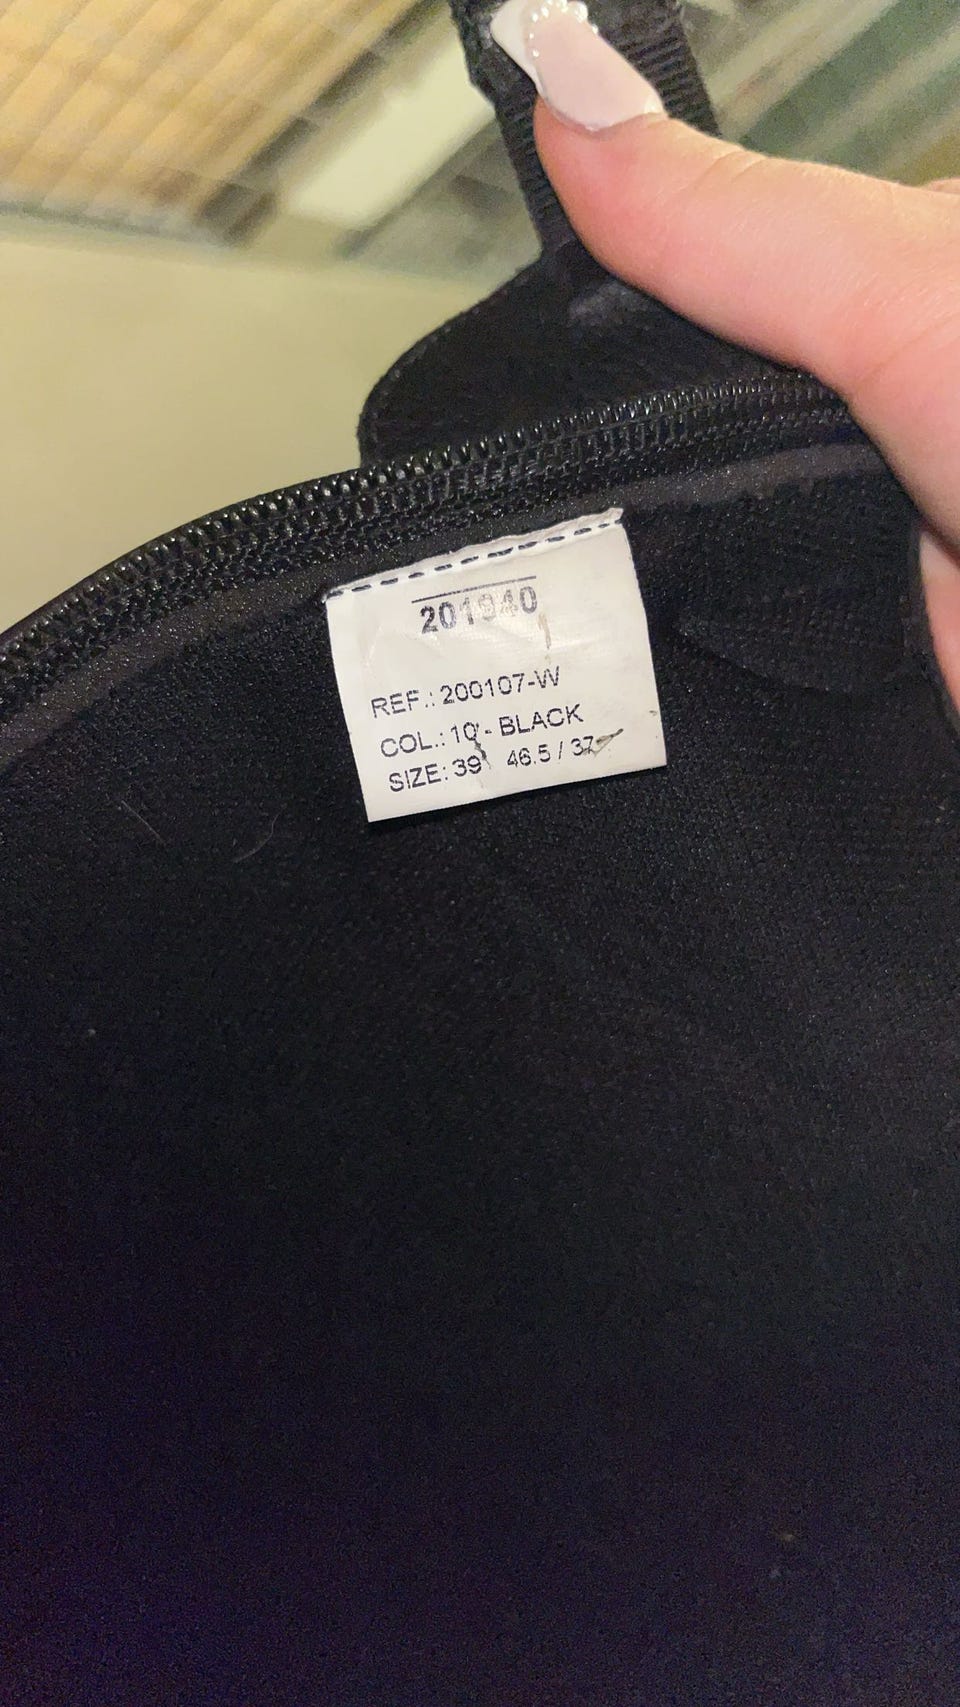 201940
REF.: 200107-W
COL.: 10 - BLACK
SIZE: 39 46.5 / 37